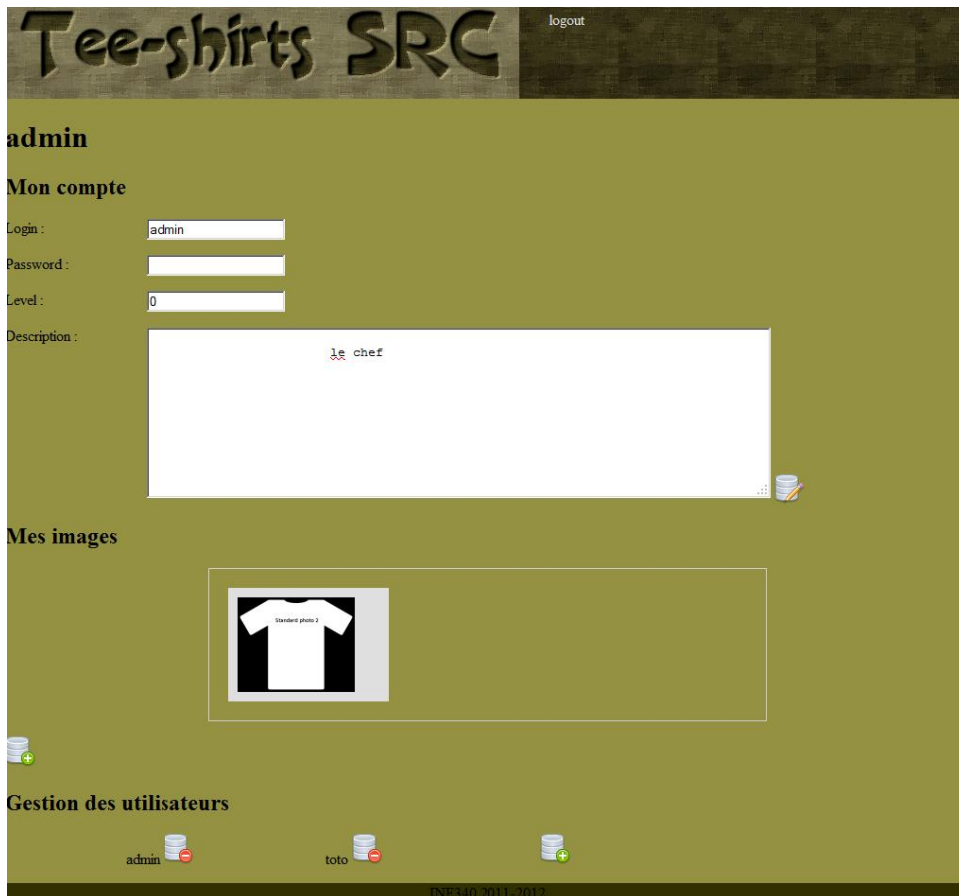 Tee-shirts SRC
logout
admin
Mon compte
Login :
admin
Password :
Level :
0
Description :
le chef
Mes images
Standard photo 2
Gestion des utilisateurs
admin
toto
INF340 2011-2012